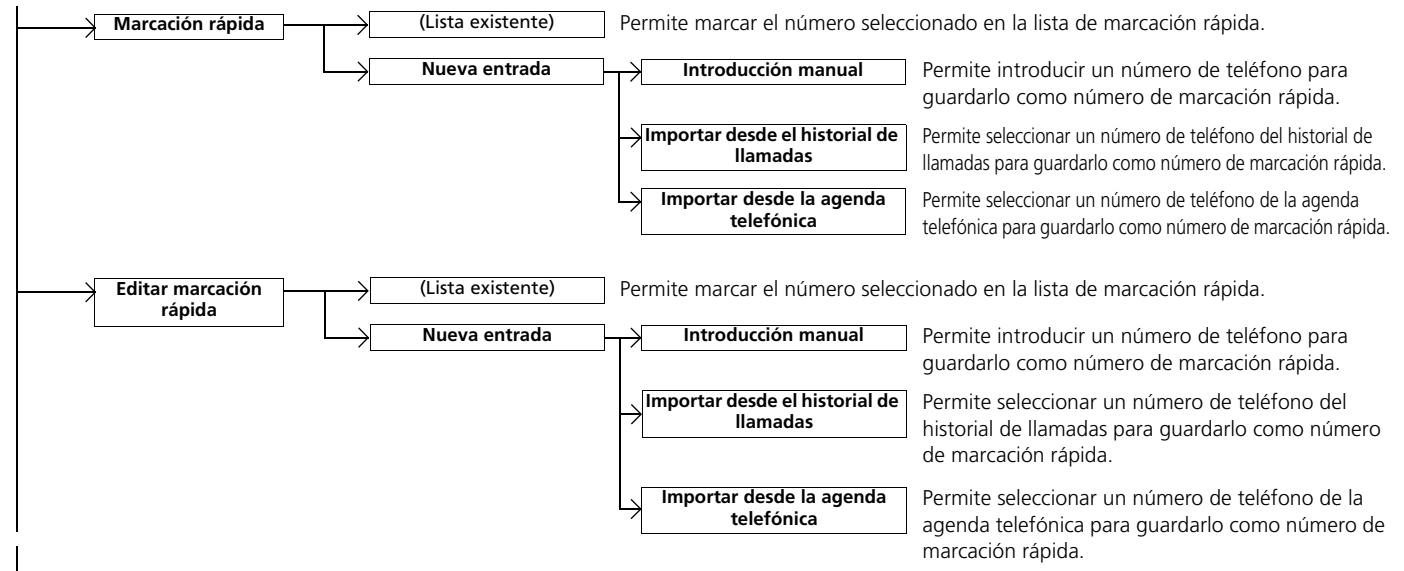 Marcación rápida
(Lista existente)
Permite marcar el número seleccionado en la lista de marcación rápida.
Nueva entrada
Introducción manual
Permite introducir un número de teléfono para
guardarlo como número de marcación rápida.
Importar desde el historial de
llamadas
Permite seleccionar un número de teléfono del historial de
llamadas para guardarlo como número de marcación rápida.
Importar desde la agenda
telefónica
Permite seleccionar un número de teléfono de la agenda
telefónica para guardarlo como número de marcación rápida.
Editar marcación
rápida
(Lista existente)
Permite marcar el número seleccionado en la lista de marcación rápida.
Nueva entrada
Introducción manual
Permite introducir un número de teléfono para
guardarlo como número de marcación rápida.
Importar desde el historial de
llamadas
Permite seleccionar un número de teléfono del
historial de llamadas para guardarlo como número
de marcación rápida.
Importar desde la agenda
telefónica
Permite seleccionar un número de teléfono de la
agenda telefónica para guardarlo como número de
marcación rápida.